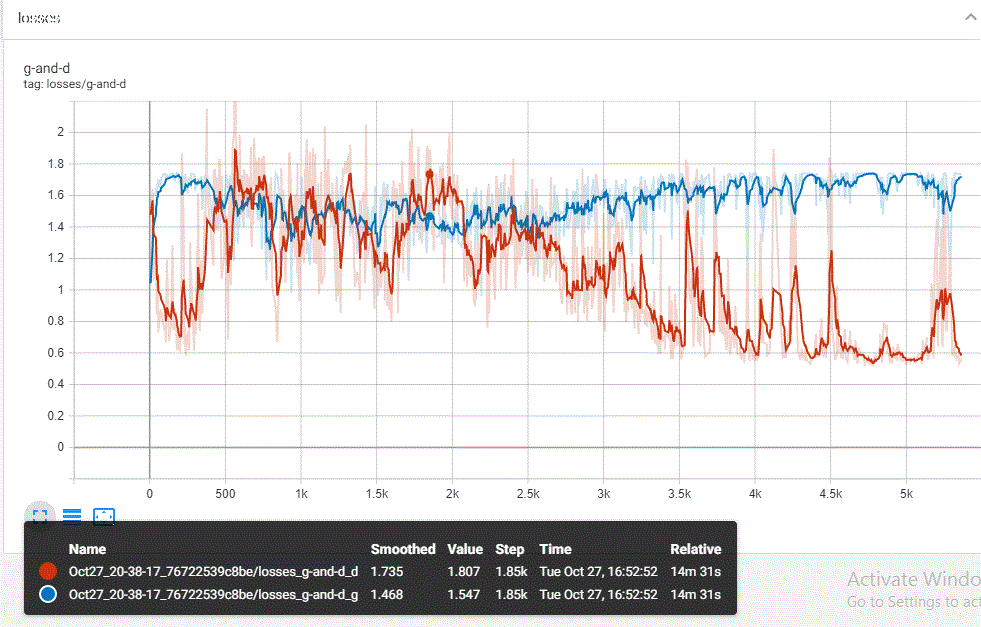 losses
g-and-d
tag: losses/g-and-d
2
1.8
1.6
1.4
1.2
1
0.8
0.6
0.4
0.2
0
0 500 1k 1.5k 2k 2.5k 3k 3.5k 4k 4.5k 5k
Name Smoothed Value Step Time Relative
Oct27_20-38-17_76722539c8be/losses_g-and-d_d 1.735 1.807 1.85k Tue Oct 27, 16:52:52 14m 31s
Oct27_20-38-17_76722539c8be/losses_g-and-d_g 1.468 1.547 1.85k Tue Oct 27, 16:52:52 14m 31s
Activate Windo
Go to Settings to act